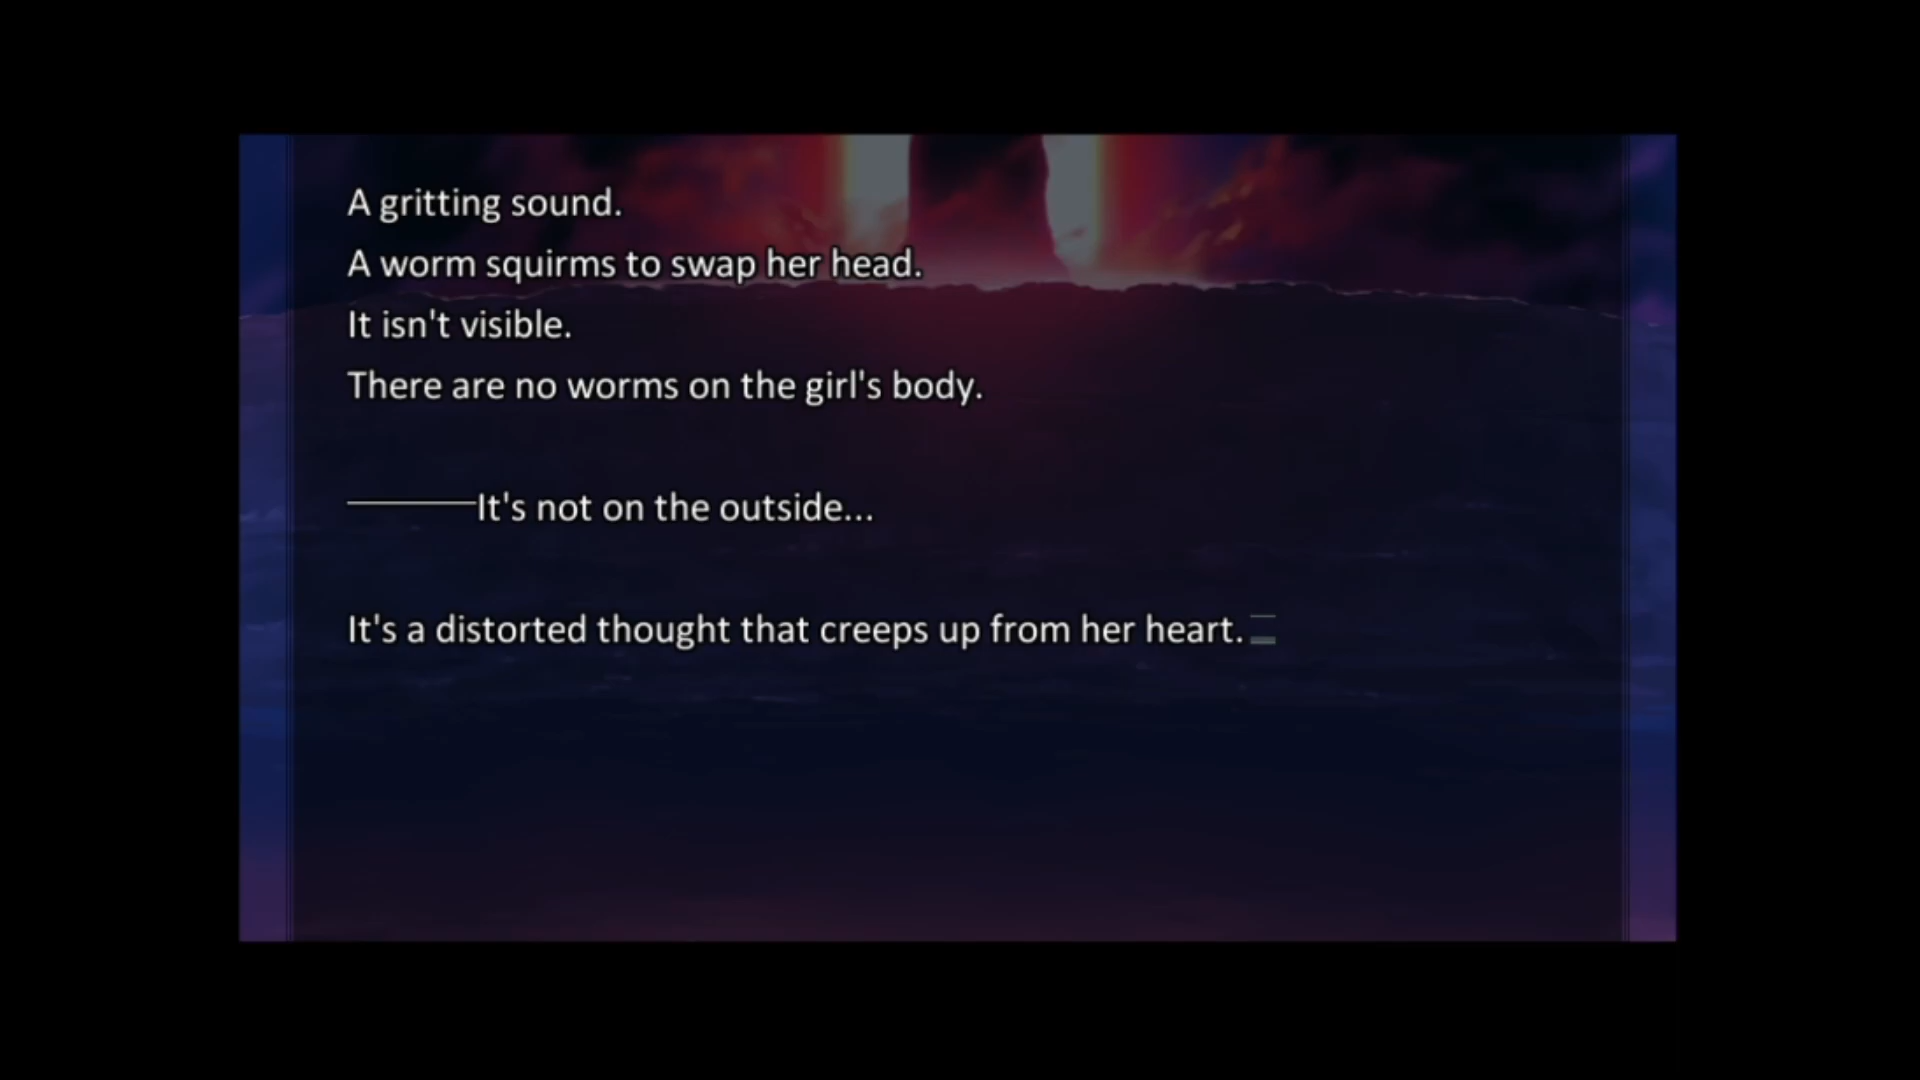 A gritting sound.
A worm squirms to swap her head.
It isn't visible.
There are no worms on the girl's body.
————It's not on the outside...
It's a distorted thought that creeps up from her heart.